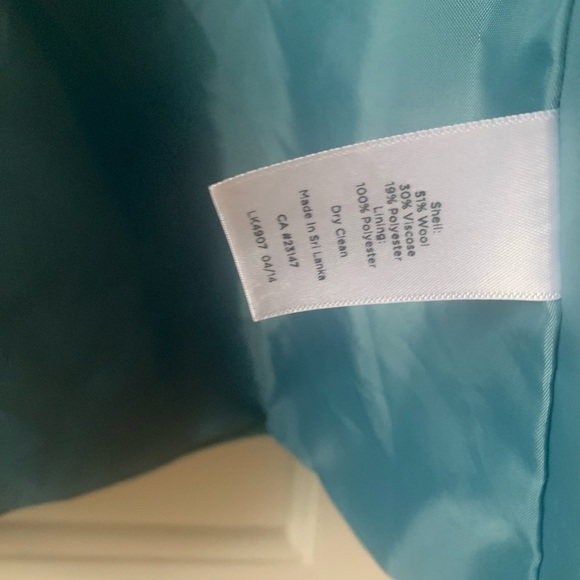 Shell:
51% Wool
30% Viscose
19% Polyester
Lining:
100% Polyester
Dry Clean
Made In Sri Lanka
CA #23147
LK4907 04/14